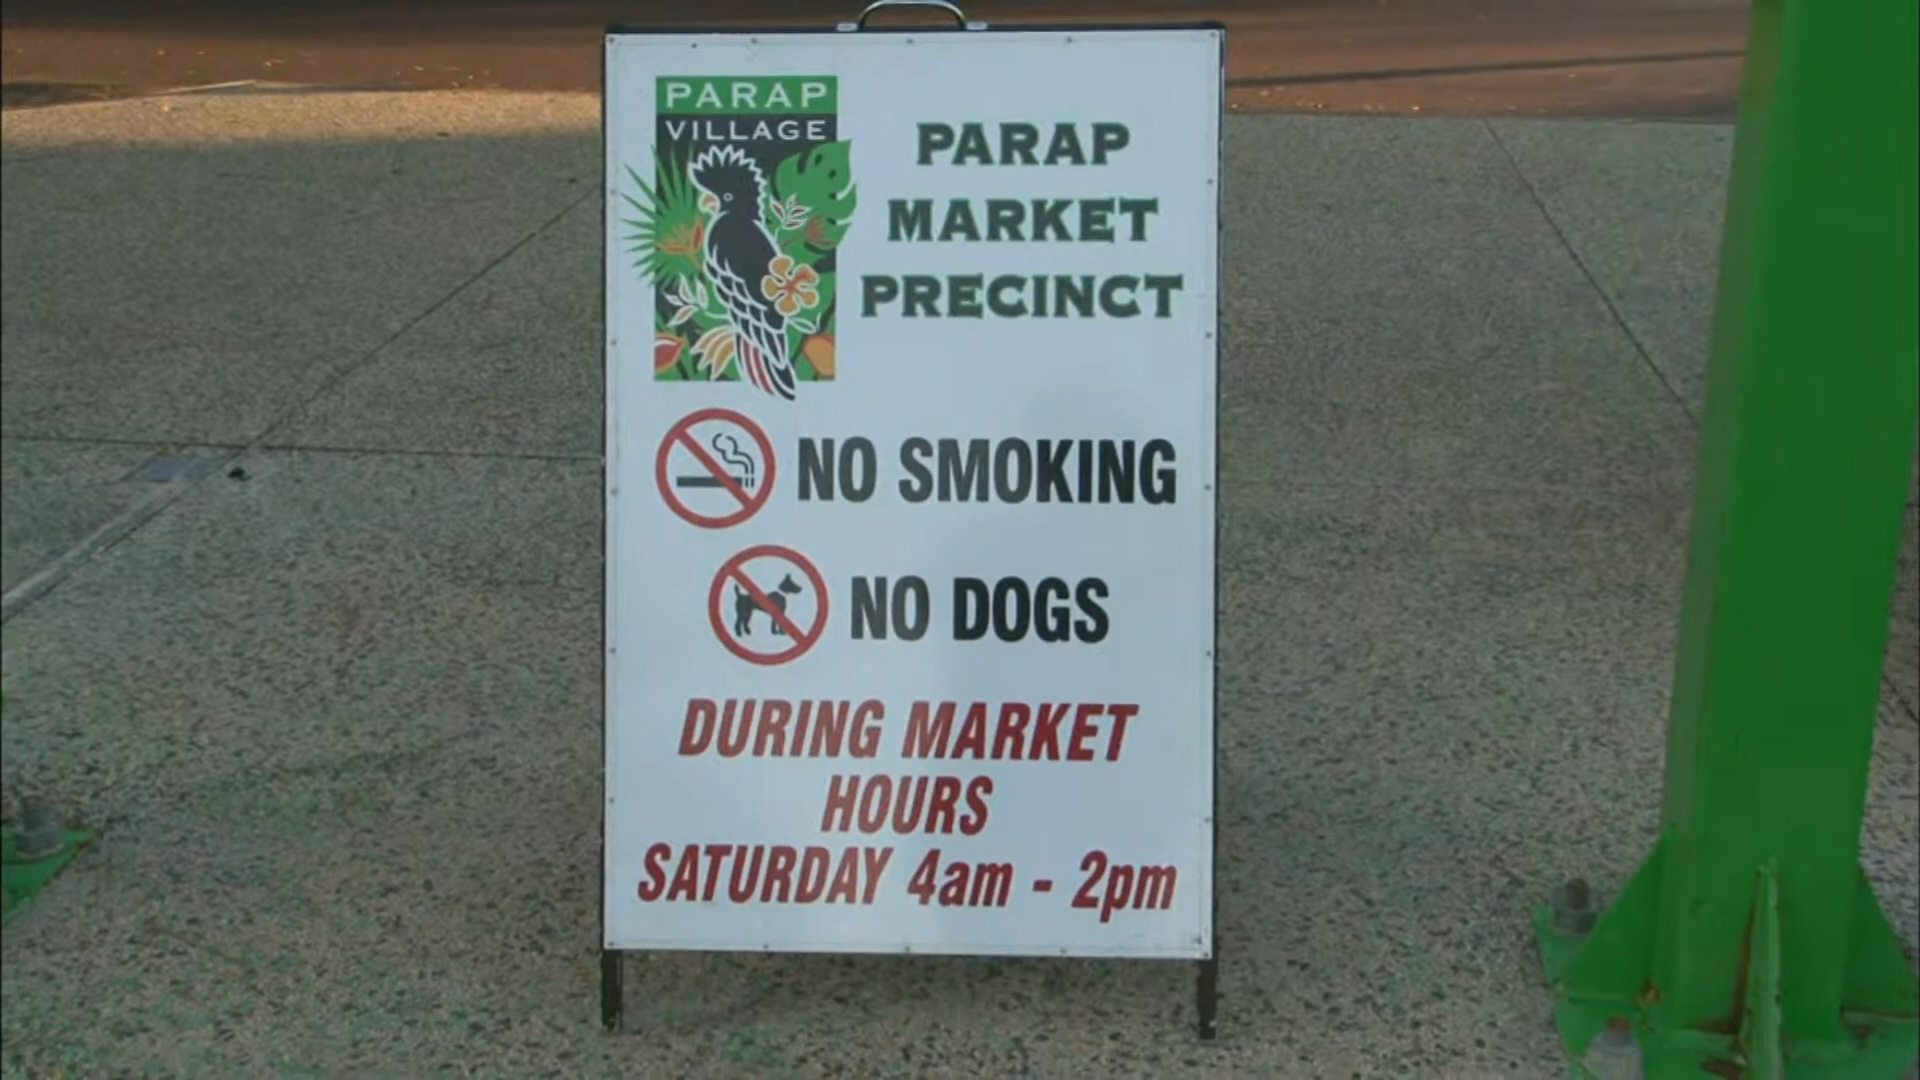 PARAP
VILLAGE
PARAP
MARKET
PRECINCT
NO SMOKING
NO DOGS
DURING MARKET
HOURS
SATURDAY 4am - 2pm